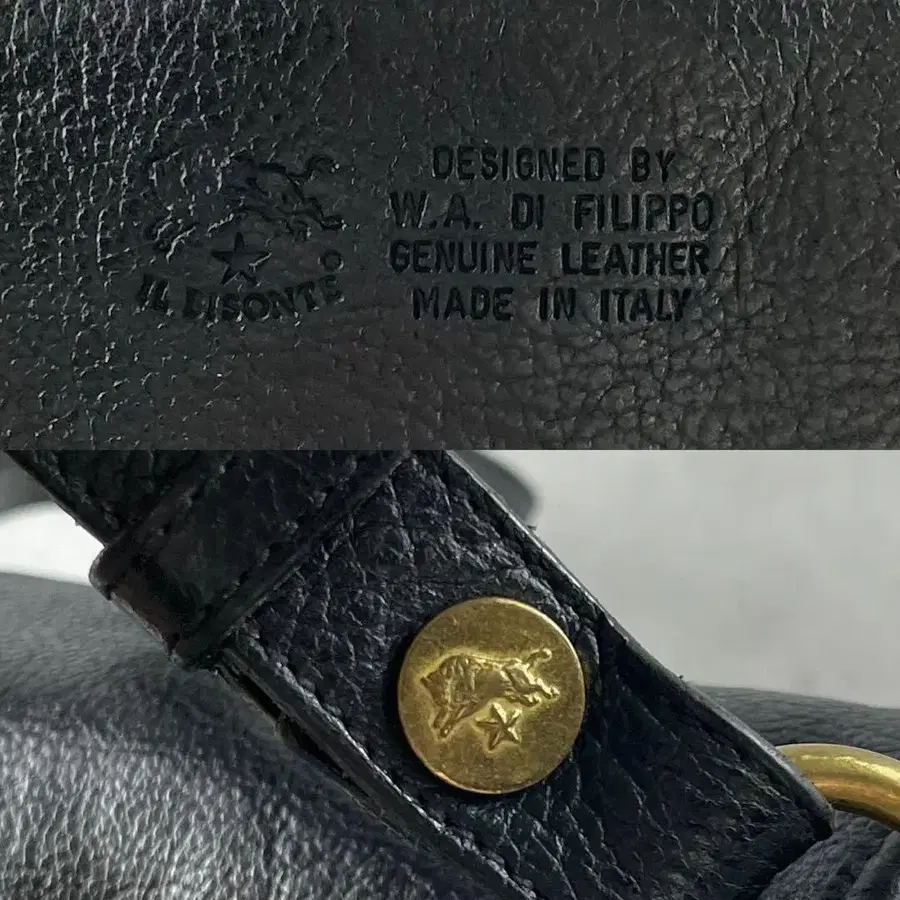 IL BISONTE®
DESIGNED BY
W.A. DI FILIPPO
GENUINE LEATHER
MADE IN ITALY